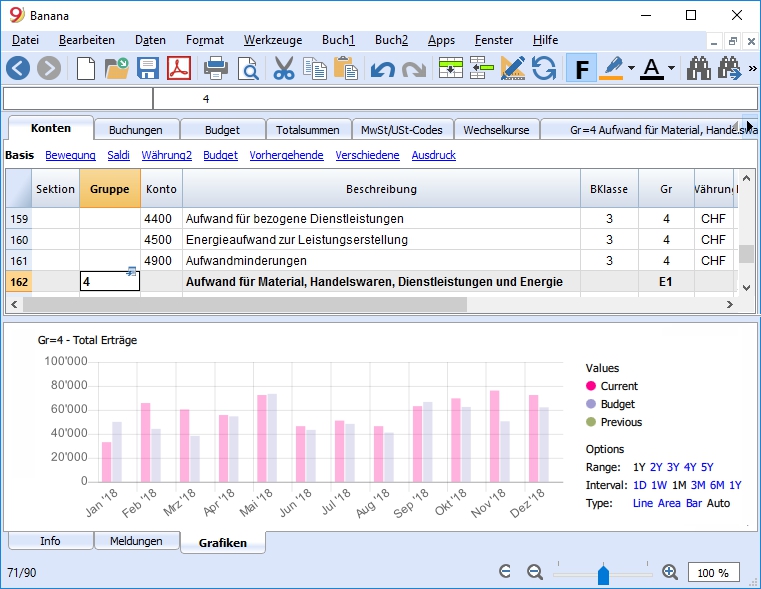 Banana
Datei Bearbeiten Daten Format Werkzeuge Buch1 Buch2 Apps Fenster Hilfe
F A »
4
Konten Buchungen Budget Totalsummen MwSt/USt-Codes Wechselkurse Gr=4 Aufwand für Material,
Basis Bewegung Saldi Währung2 Budget Vorhergehende Verschiedene Ausdruck
Sektion Gruppe Konto Beschreibung BKlasse Gr Währung
159 4400 Aufwand für bezogene Dienstleistungen 3 4 CHF
160 4500 Energieaufwand zur Leistungserstellung 3 4 CHF
161 4900 Aufwandminderungen 3 4 CHF
162 4 Aufwand für Material, Handelswaren, Dienstleistungen und Energie E1
Gr=4 - Total Erträge
100'000
80'000
60'000
40'000
20'000
0
Jan '18 Feb '18 Mrz '18 Apr '18 Mai '18 Jun '18 Jul '18 Aug '18 Sep '18 Okt '18 Nov '18 Dez '18
Values
Current
Budget
Previous
Options
Range: 1Y 2Y 3Y 4Y 5Y
Interval: 1D 1W 1M 3M 6M 1Y
Type: Line Area Bar Auto
Info Meldungen Grafiken
71/90 100 %